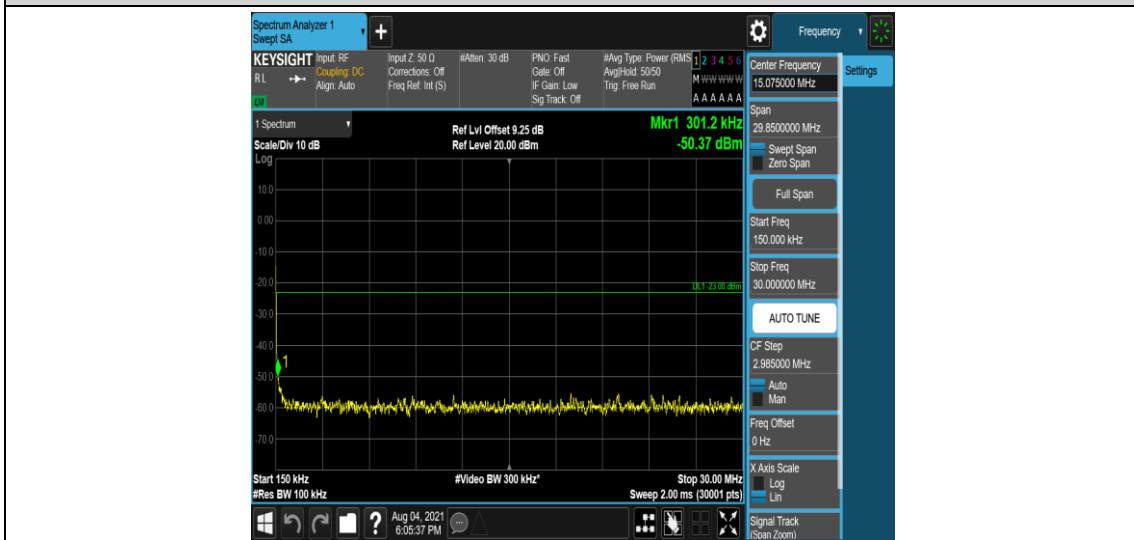 Spectrum Analyzer 1
Swept SA
+
Frequency
KEYSIGHT
RL
LXI
Input: RF
Coupling: DC
Align: Auto
Input Z: 50 Ω
Corrections: Off
Freq Ref: Int (S)
#Atten: 30 dB
PNO: Fast
Gate: Off
IF Gain: Low
Sig Track: Off
#Avg Type: Power (RMS
Avg|Hold: 50/50
Trig: Free Run
1 2 3 4 5 6
M W W W W W
A A A A A A
1 Spectrum
Scale/Div 10 dB
Log
Ref Lvl Offset 9.25 dB
Ref Level 20.00 dBm
Mkr1 301.2 kHz
-50.37 dBm
10.0
0.00
-10.0
-20.0
-30.0
-40.0
-50.0
-60.0
-70.0
DL1 -23.00 dBm
1
Start 150 kHz
#Res BW 100 kHz
#Video BW 300 kHz*
Stop 30.00 MHz
Sweep 2.00 ms (30001 pts)
Center Frequency
15.075000 MHz
Settings
Span
29.8500000 MHz
Swept Span
Zero Span
Full Span
Start Freq
150.000 kHz
Stop Freq
30.000000 MHz
AUTO TUNE
CF Step
2.985000 MHz
Auto
Man
Freq Offset
0 Hz
X Axis Scale
Log
Lin
Signal Track
(Span Zoom)
?
Aug 04, 2021
6:05:37 PM